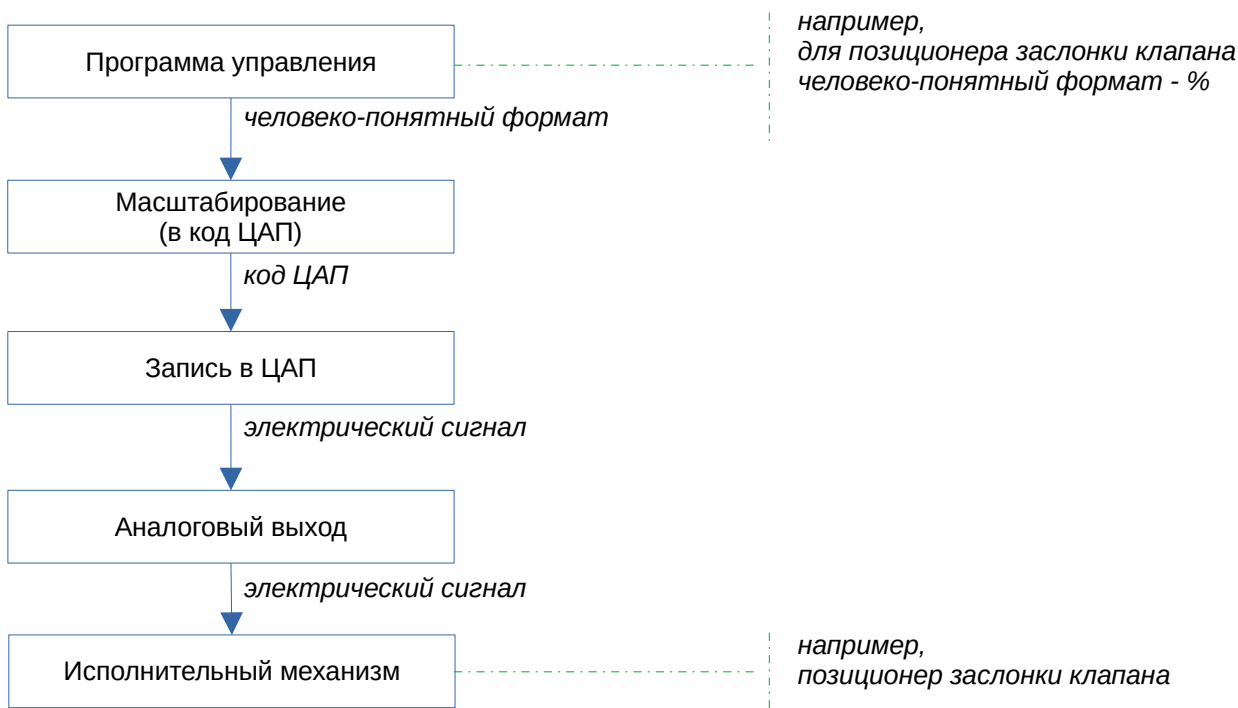 например,
для позиционера заслонки клапана
человеко-понятный формат - %
Программа управления
человеко-понятный формат
Масштабирование
(в код ЦАП)
код ЦАП
Запись в ЦАП
электрический сигнал
Аналоговый выход
электрический сигнал
Исполнительный механизм
например,
позиционер заслонки клапана